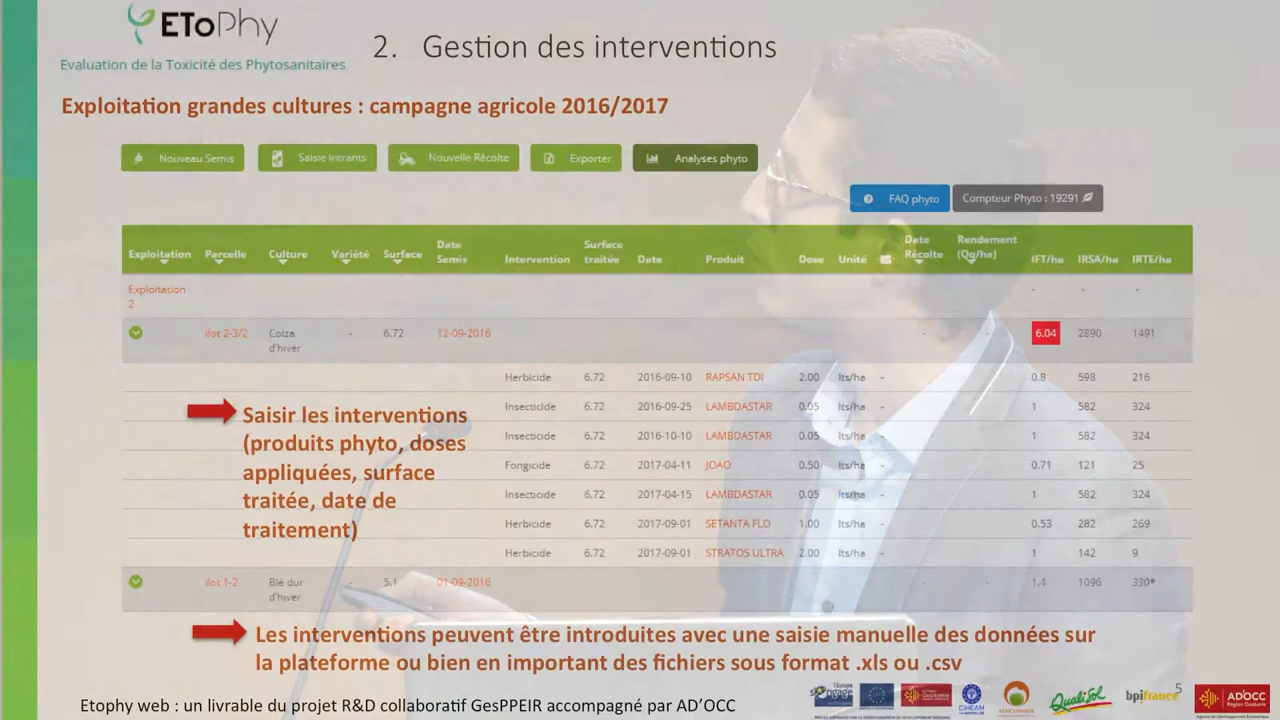 EToPhy
Evaluation de la Toxicité des Phytosanitaires
2. Gestion des interventions
Exploitation grandes cultures : campagne agricole 2016/2017
Nouveau Semis Saisie Intrants Nouvelle Récolte Exporter Analyses phyto
FAQ phyto Compteur Phyto : 19291
Exploitation Parcelle Culture Variété Surface Date Semis Intervention Surface traitée Date Produit Dose Unité Date Récolte Rendement (Qg/ha) IFT/ha IRSA/ha IRTE/ha
Exploitation 2 - - -
ilot 2-3/2 Colza d'hiver - 6.72 12-09-2016 - - 6.04 2890 1491
Herbicide 6.72 2016-09-10 RAPSAN TDI 2.00 lts/ha - 0.8 598 216
Insecticide 6.72 2016-09-25 LAMBDASTAR 0.05 lts/ha - 1 582 324
Insecticide 6.72 2016-10-10 LAMBDASTAR 0.05 lts/ha - 1 582 324
Fongicide 6.72 2017-04-11 JOAO 0.50 lts/ha - 0.71 121 25
Insecticide 6.72 2017-04-15 LAMBDASTAR 0.05 lts/ha - 1 582 324
Herbicide 6.72 2017-09-01 SETANTA FLO 1.00 lts/ha - 0.53 282 269
Herbicide 6.72 2017-09-01 STRATOS ULTRA 2.00 lts/ha - 1 142 9
ilot 1-2 Blé dur d'hiver - 5.1 01-09-2016 - - 1.4 1096 330*
Saisir les interventions
(produits phyto, doses
appliquées, surface
traitée, date de
traitement)
Les interventions peuvent être introduites avec une saisie manuelle des données sur
la plateforme ou bien en important des fichiers sous format .xls ou .csv
5
Etophy web : un livrable du projet R&D collaboratif GesPPEIR accompagné par AD'OCC
l'Europe s'engage
CIHEAM
QualiSol
bpifrance
AD'OCC
Région Occitanie